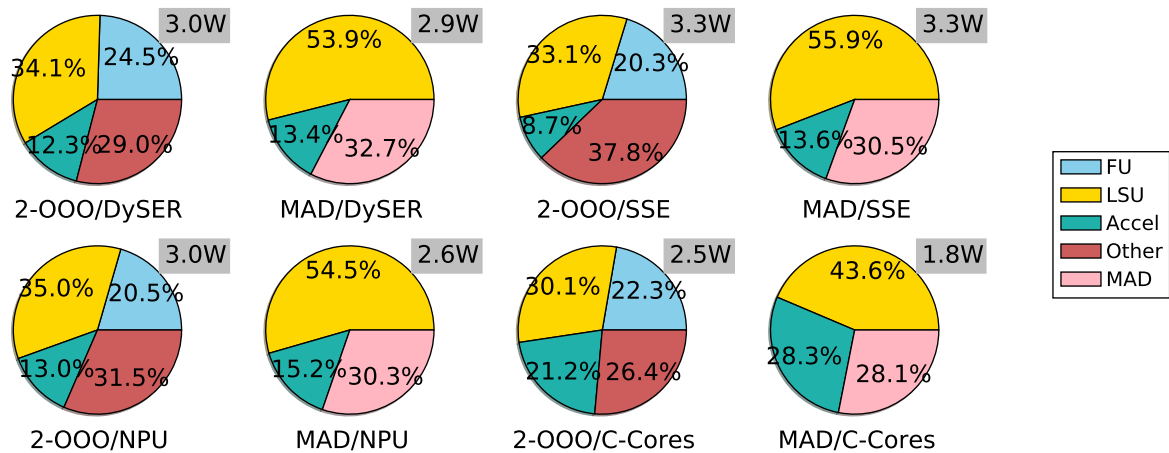 3.0W
24.5%
34.1%
12.3%
29.0%
2-OOO/DySER
2.9W
53.9%
13.4%
32.7%
MAD/DySER
3.3W
20.3%
33.1%
8.7%
37.8%
2-OOO/SSE
3.3W
55.9%
13.6%
30.5%
MAD/SSE
3.0W
20.5%
35.0%
13.0%
31.5%
2-OOO/NPU
2.6W
54.5%
15.2%
30.3%
MAD/NPU
2.5W
22.3%
30.1%
21.2%
26.4%
2-OOO/C-Cores
1.8W
43.6%
28.3%
28.1%
MAD/C-Cores
FU
LSU
Accel
Other
MAD